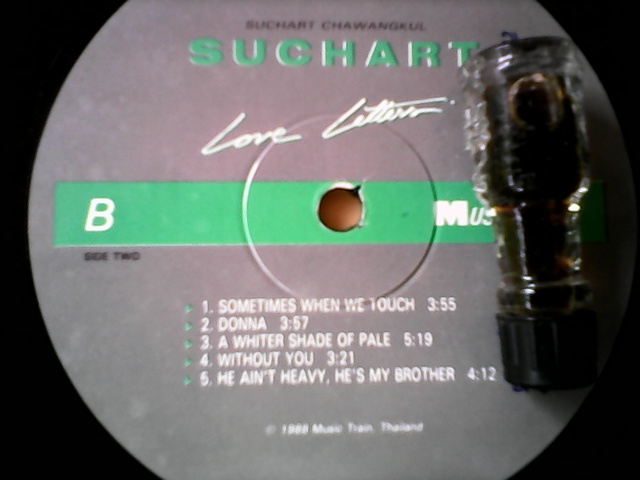 SUCHART CHAWANGKUL
SUCHART
Love Letters
B
MUS
SIDE TWO
1. SOMETIMES WHEN WE TOUCH 3:55
2. DONNA 3:57
3. A WHITER SHADE OF PALE 5:19
4. WITHOUT YOU 3:21
5. HE AIN'T HEAVY, HE'S MY BROTHER 4:12
© 1988 Music Train, Thailand